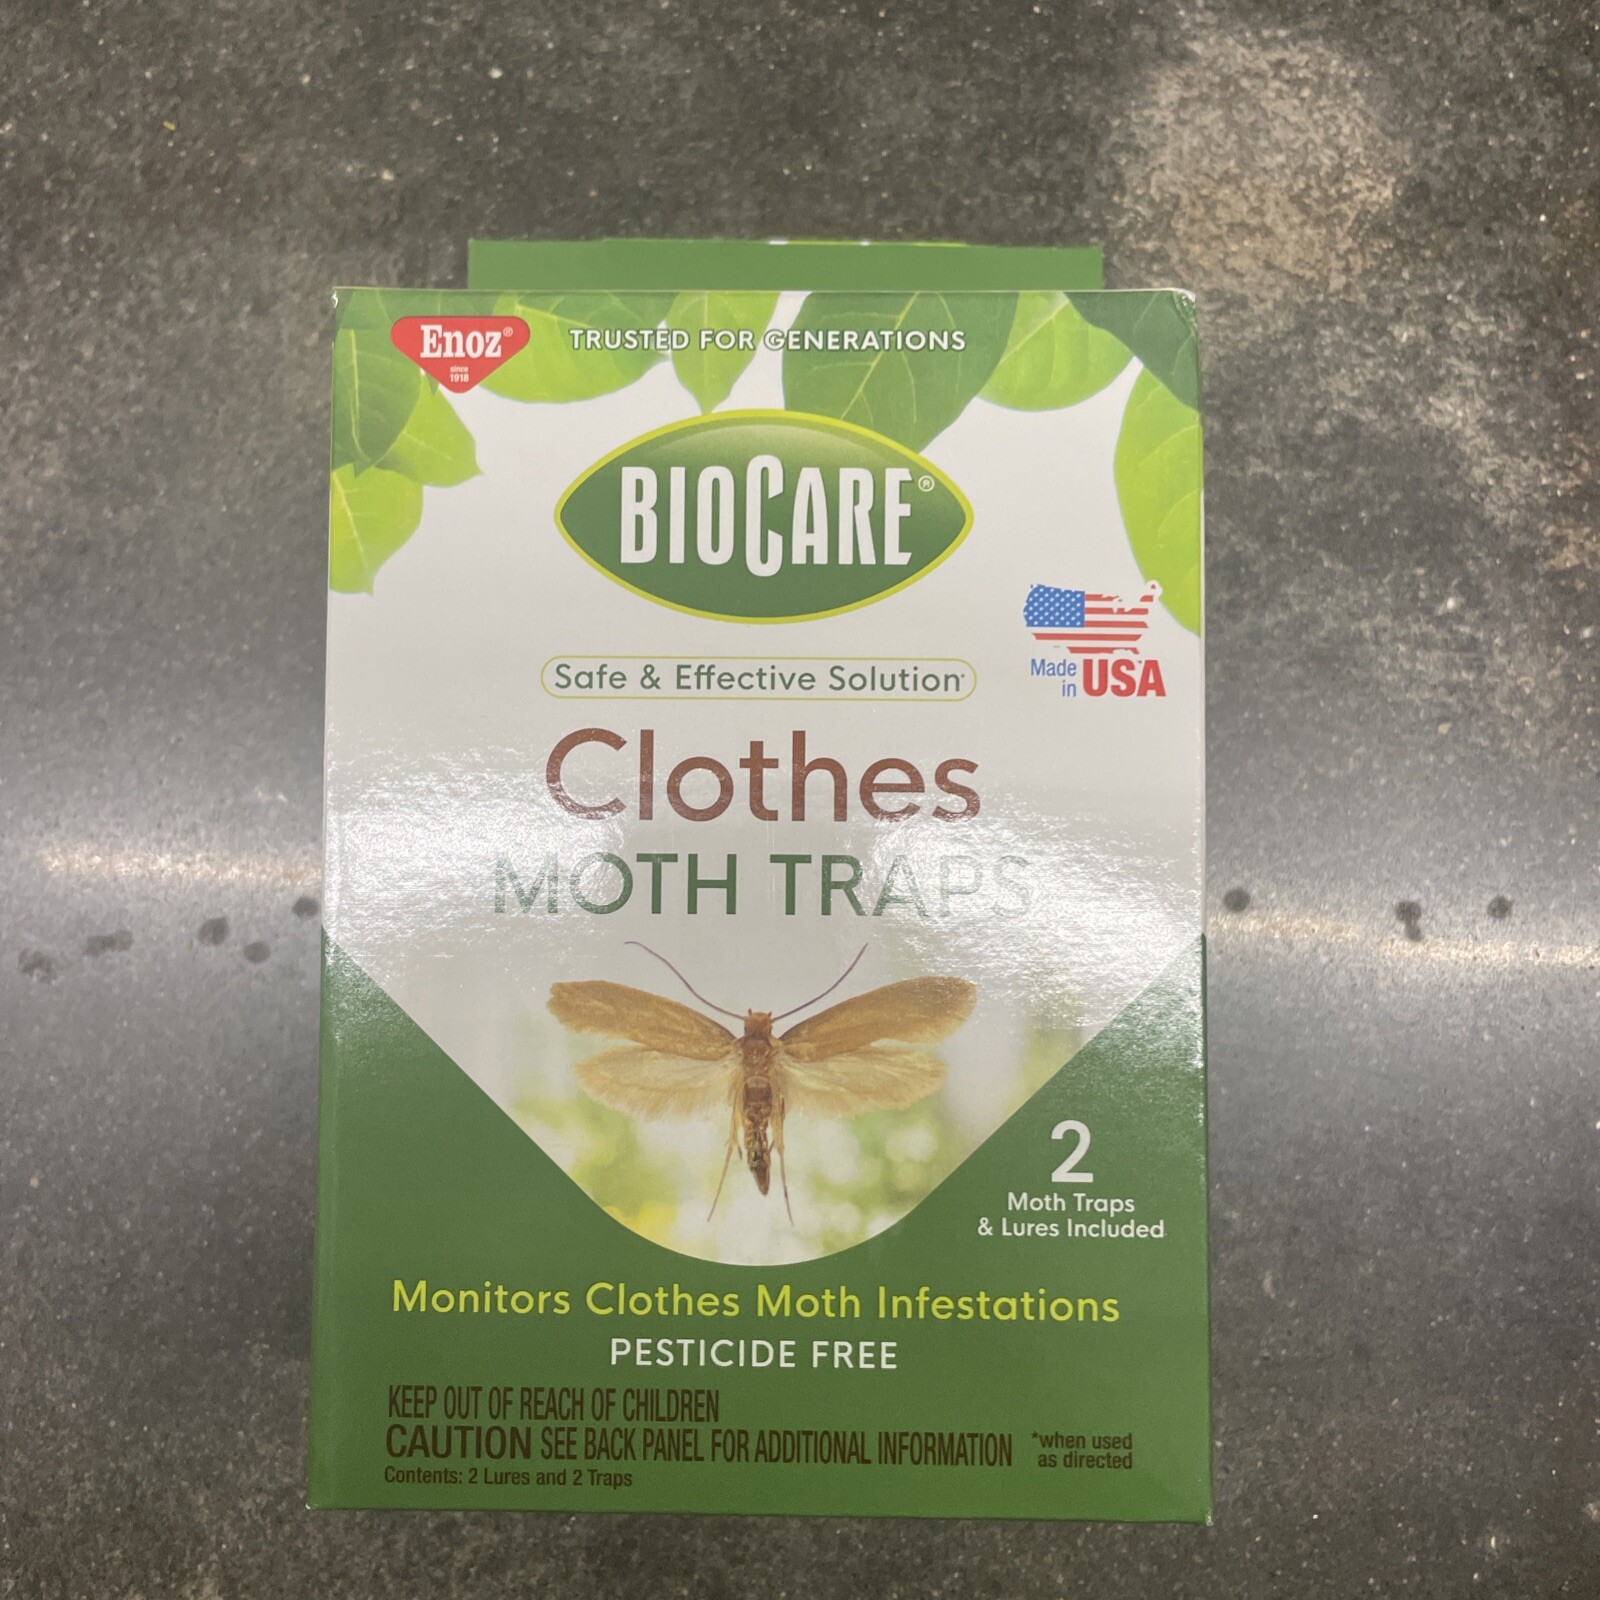 Enoz®
since
1918
TRUSTED FOR GENERATIONS
BIOCARE®
Safe & Effective Solution*
Made
in USA
Clothes
MOTH TRAPS
2
Moth Traps
& Lures Included
Monitors Clothes Moth Infestations
PESTICIDE FREE
KEEP OUT OF REACH OF CHILDREN
CAUTION SEE BACK PANEL FOR ADDITIONAL INFORMATION
*when used
as directed
Contents: 2 Lures and 2 Traps